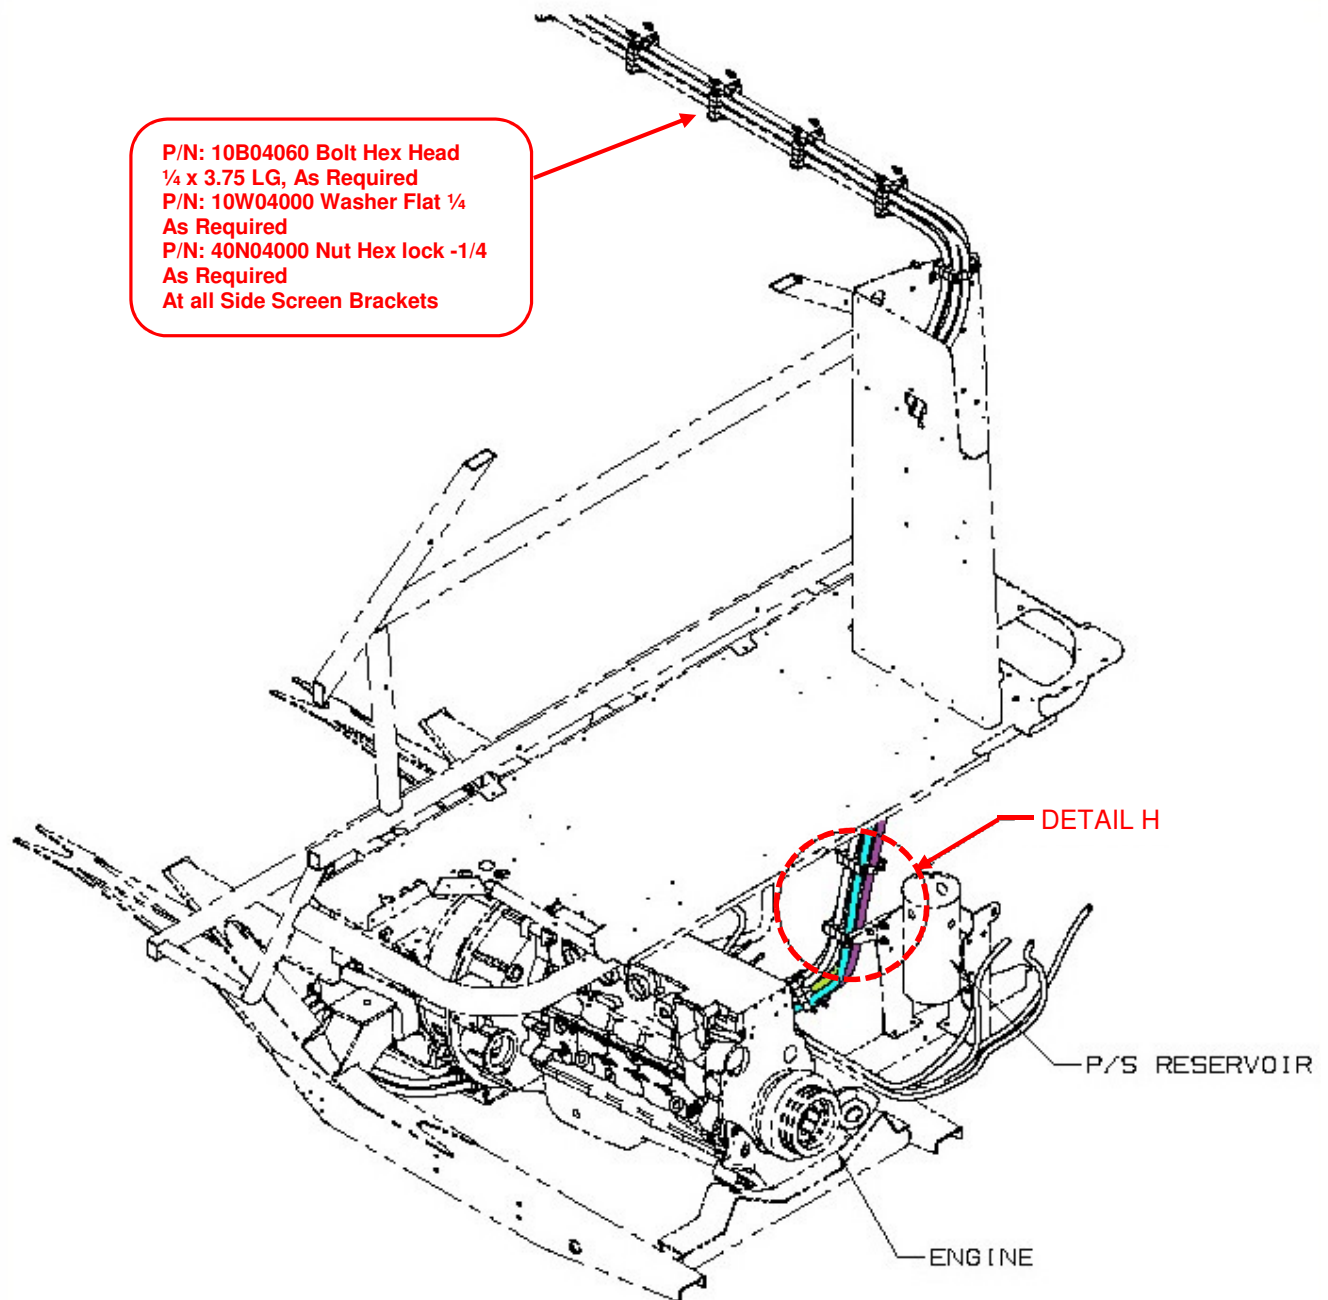 P/N: 10B04060 Bolt Hex Head
¼ x 3.75 LG, As Required
P/N: 10W04000 Washer Flat ¼
As Required
P/N: 40N04000 Nut Hex lock -1/4
As Required
At all Side Screen Brackets
DETAIL H
P/S RESERVOIR
ENGINE